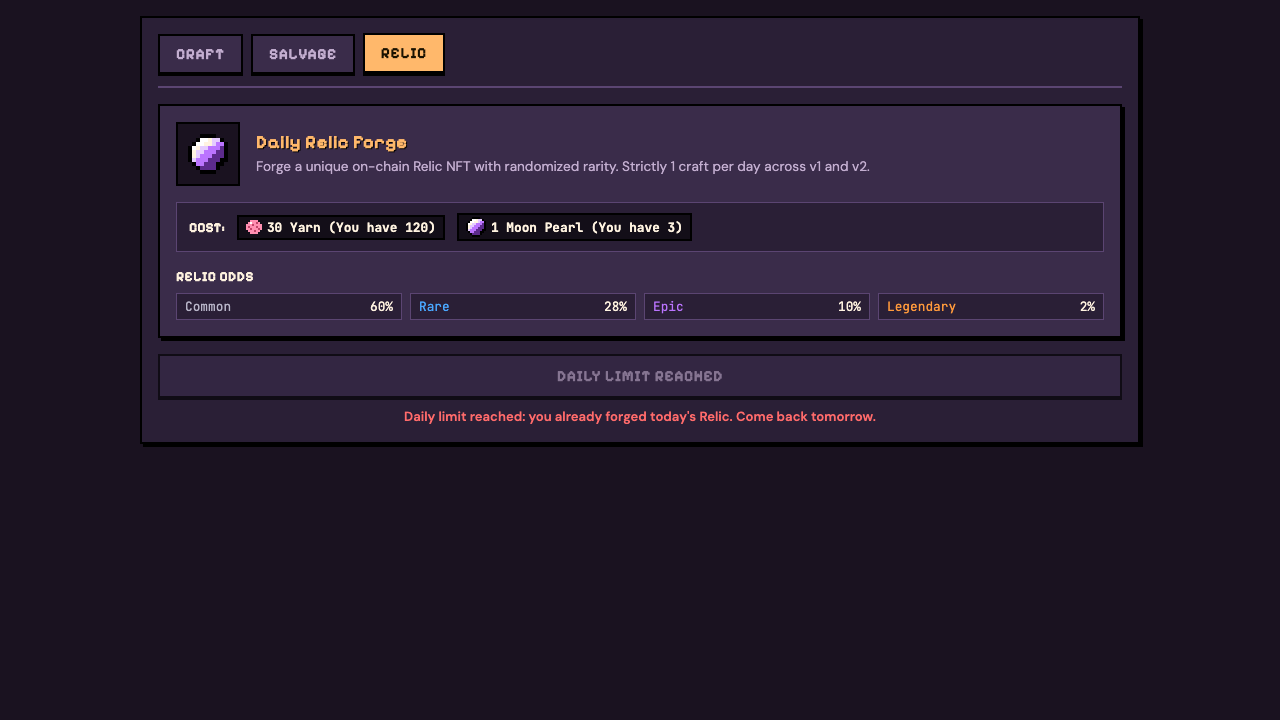 CRAFT
SALVAGE
RELIC
Daily Relic Forge
Forge a unique on-chain Relic NFT with randomized rarity. Strictly 1 craft per day across v1 and v2.
COST:
30 Yarn (You have 120)
1 Moon Pearl (You have 3)
RELIC ODDS
Common 60%
Rare 28%
Epic 10%
Legendary 2%
DAILY LIMIT REACHED
Daily limit reached: you already forged today's Relic. Come back tomorrow.